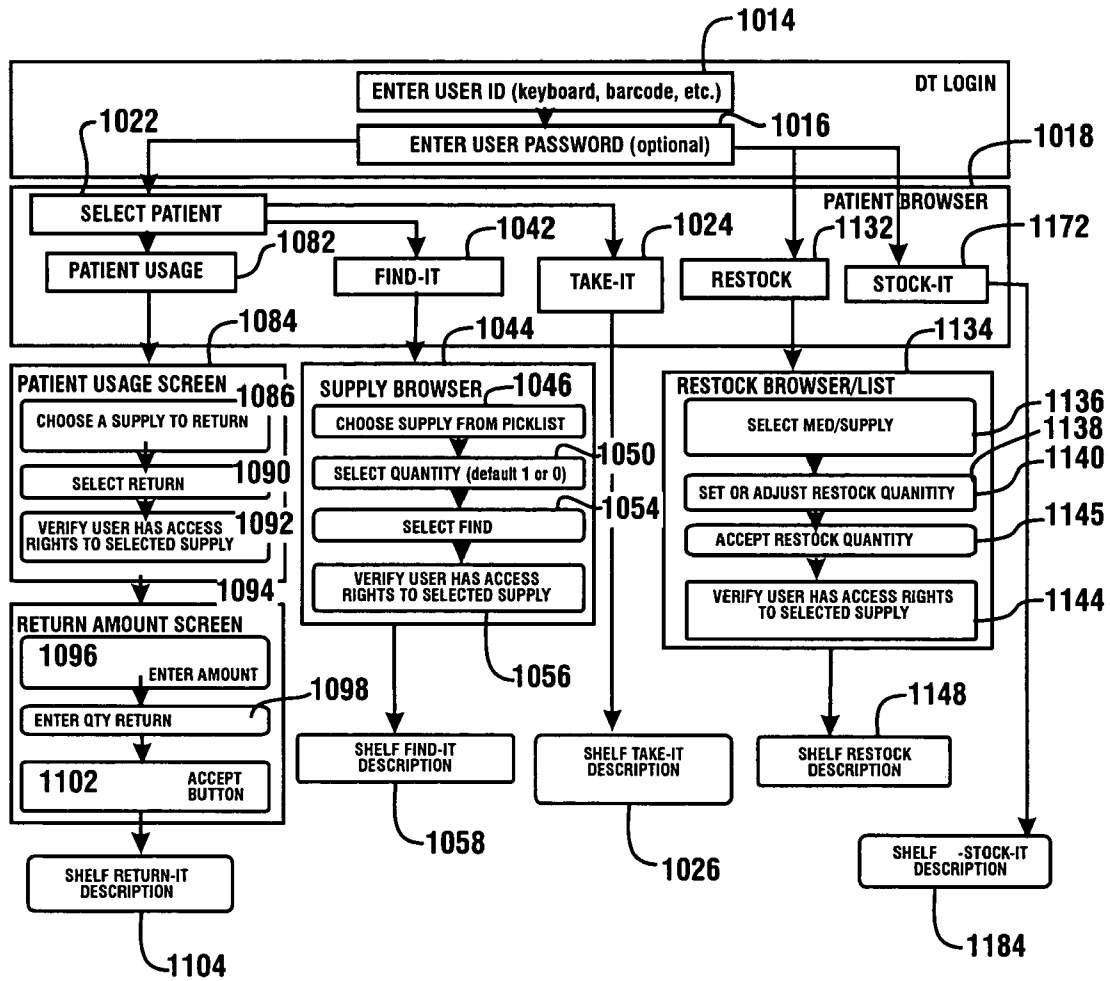 1014
ENTER USER ID (keyboard, barcode, etc.)
DT LOGIN
1022
1016
ENTER USER PASSWORD (optional)
1018
SELECT PATIENT
PATIENT BROWSER
1082
1042
1024
1132
1172
PATIENT USAGE
FIND-IT
TAKE-IT
RESTOCK
STOCK-IT
1084
1044
1134
PATIENT USAGE SCREEN
1086
CHOOSE A SUPPLY TO RETURN
1090
SELECT RETURN
VERIFY USER HAS ACCESS
RIGHTS TO SELECTED SUPPLY
1092
1094
RETURN AMOUNT SCREEN
1096
ENTER AMOUNT
1098
ENTER QTY RETURN
1102
ACCEPT
BUTTON
SHELF RETURN-IT
DESCRIPTION
1104
SUPPLY BROWSER
1046
CHOOSE SUPPLY FROM PICKLIST
1050
SELECT QUANTITY (default 1 or 0)
1054
SELECT FIND
VERIFY USER HAS ACCESS
RIGHTS TO SELECTED SUPPLY
1056
SHELF FIND-IT
DESCRIPTION
1058
SHELF TAKE-IT
DESCRIPTION
1026
RESTOCK BROWSER/LIST
SELECT MED/SUPPLY
1136
1138
SET OR ADJUST RESTOCK QUANITITY
1140
ACCEPT RESTOCK QUANTITY
1145
VERIFY USER HAS ACCESS RIGHTS
TO SELECTED SUPPLY
1144
1148
SHELF RESTOCK
DESCRIPTION
SHELF -STOCK-IT
DESCRIPTION
1184